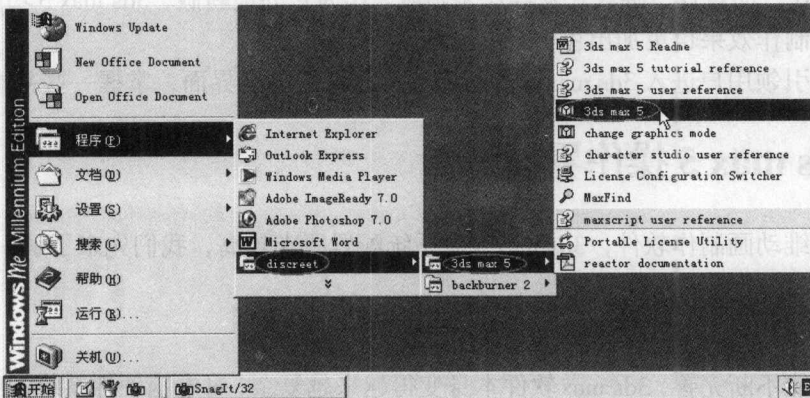 Windows Me Millennium Edition
Windows Update
New Office Document
Open Office Document
程序(P)
文档(D)
设置(S)
搜索(C)
帮助(H)
运行(R)...
关机(U)...
Internet Explorer
Outlook Express
Windows Media Player
Adobe ImageReady 7.0
Adobe Photoshop 7.0
Microsoft Word
discreet
3ds max 5
backburner 2
3ds max 5 Readme
3ds max 5 tutorial reference
3ds max 5 user reference
3ds max 5
change graphics mode
character studio user reference
License Configuration Switcher
MaxFind
maxscript user reference
Portable License Utility
reactor documentation
开始
SnagIt/32